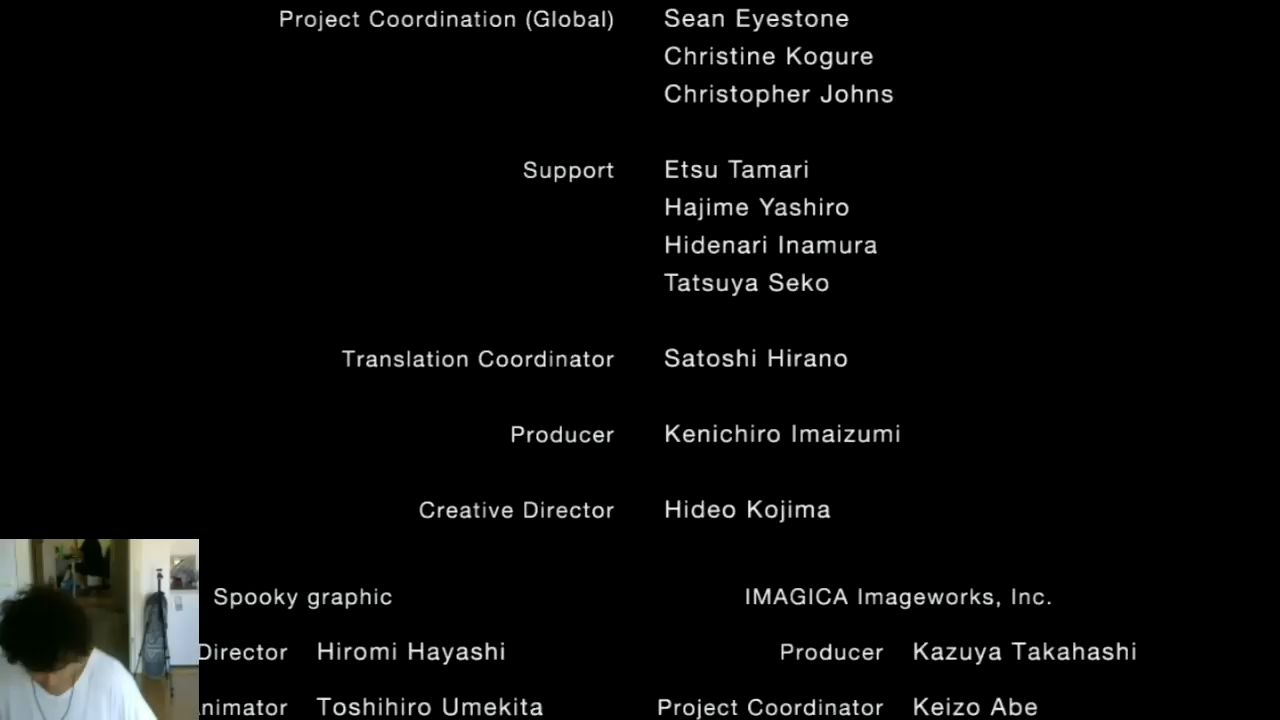 Project Coordination (Global) Sean Eyestone
Christine Kogure
Christopher Johns
Support Etsu Tamari
Hajime Yashiro
Hidenari Inamura
Tatsuya Seko
Translation Coordinator Satoshi Hirano
Producer Kenichiro Imaizumi
Creative Director Hideo Kojima
Spooky graphic IMAGICA Imageworks, Inc.
Director Hiromi Hayashi Producer Kazuya Takahashi
nimator Toshihiro Umekita Project Coordinator Keizo Abe